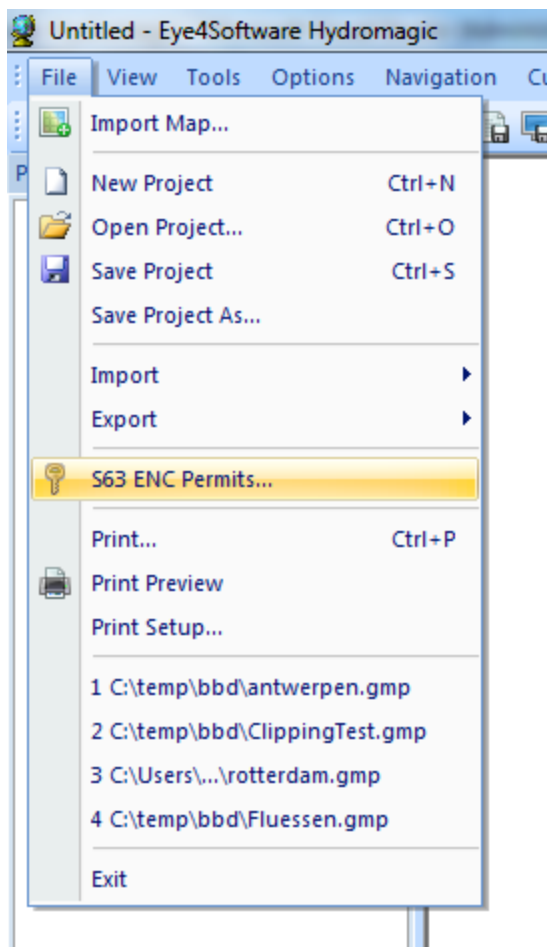 Untitled - Eye4Software Hydromagic
File View Tools Options Navigation
Import Map...
New Project Ctrl+N
Open Project... Ctrl+O
Save Project Ctrl+S
Save Project As...
Import
Export
S63 ENC Permits...
Print... Ctrl+P
Print Preview
Print Setup...
1 C:\temp\bbd\antwerpen.gmp
2 C:\temp\bbd\ClippingTest.gmp
3 C:\Users\...\rotterdam.gmp
4 C:\temp\bbd\Fluessen.gmp
Exit